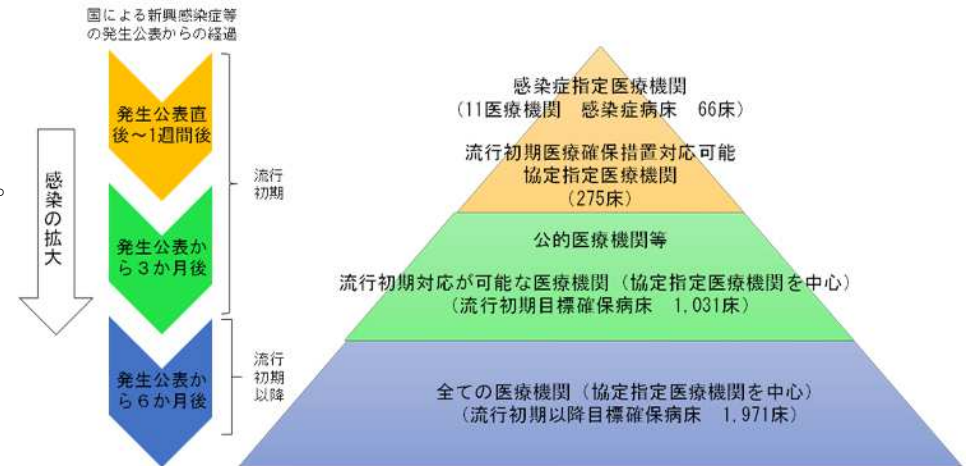 国による新興感染症等
の発生公表からの経過
発生公表直
後～1週間後
発生公表か
ら３か月後
発生公表か
ら６か月後
感染の拡大
。
流行
初期
流行
初期
以降
感染症指定医療機関
（11医療機関　感染症病床　66床）
流行初期医療確保措置対応可能
協定指定医療機関
（275床）
公的医療機関等
流行初期対応が可能な医療機関（協定指定医療機関を中心）
（流行初期目標確保病床　1,031床）
全ての医療機関（協定指定医療機関を中心）
（流行初期以降目標確保病床　1,971床）